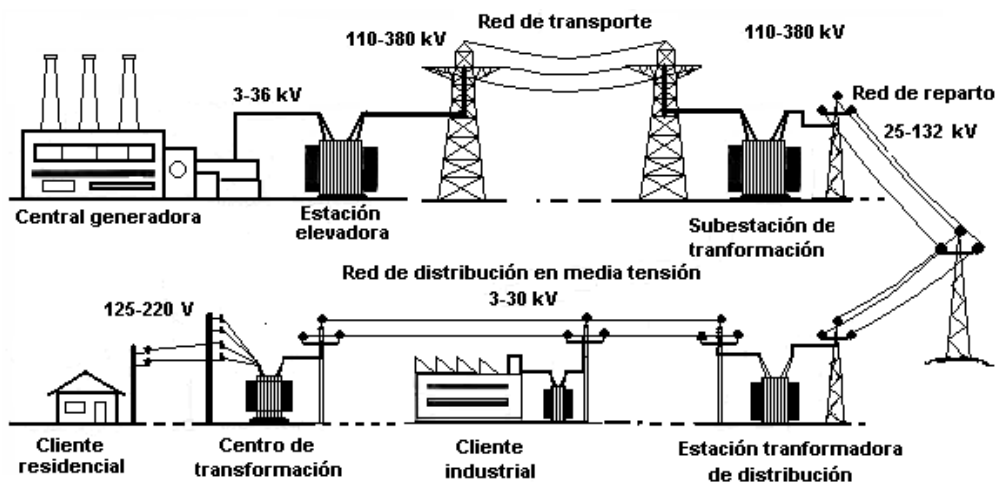 Red de transporte
110-380 kV
110-380 kV
3-36 kV
Red de reparto
25-132 kV
Central generadora
Estación
elevadora
Subestación de
tranformación
Red de distribución en media tensión
3-30 kV
125-220 V
Cliente
residencial
Centro de
transformación
Cliente
industrial
Estación tranformadora
de distribución